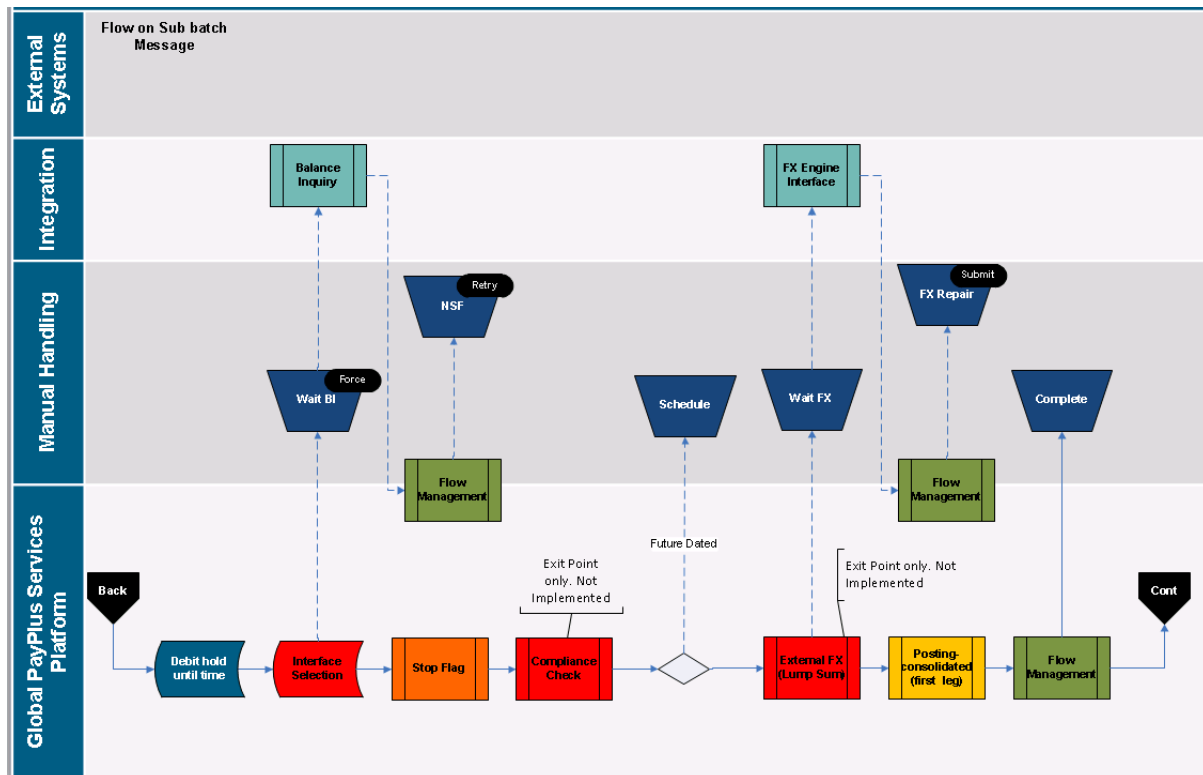 Flow on Sub batch
Message
External
Systems
Integration
Balance
Inquiry
FX Engine
Interface
Manual Handling
NSF
Retry
FX Repair
Submit
Wait BI
Force
Schedule
Wait FX
Complete
Flow
Management
Flow
Management
Global PayPlus Services
Platform
Future Dated
Exit Point
only. Not
Implemented
Exit Point only. Not
Implemented
Back
Cont
Debit hold
until time
Interface
Selection
Stop Flag
Compliance
Check
External FX
(Lump Sum)
Posting-
consolidated
(first leg)
Flow
Management